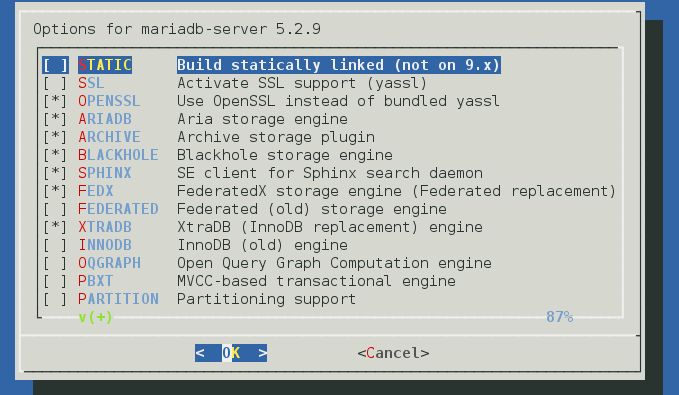 Options for mariadb-server 5.2.9
[ ] STATIC Build statically linked (not on 9.x)
[ ] SSL Activate SSL support (yassl)
[*] OPENSSL Use OpenSSL instead of bundled yassl
[*] ARIADB Aria storage engine
[*] ARCHIVE Archive storage plugin
[*] BLACKHOLE Blackhole storage engine
[*] SPHINX SE client for Sphinx search daemon
[*] FEDX FederatedX storage engine (Federated replacement)
[ ] FEDERATED Federated (old) storage engine
[*] XTRADB XtraDB (InnoDB replacement) engine
[ ] INNODB InnoDB (old) engine
[ ] OQGRAPH Open Query Graph Computation engine
[ ] PBXT MVCC-based transactional engine
[ ] PARTITION Partitioning support
v(+) 87%
< OK > <Cancel>